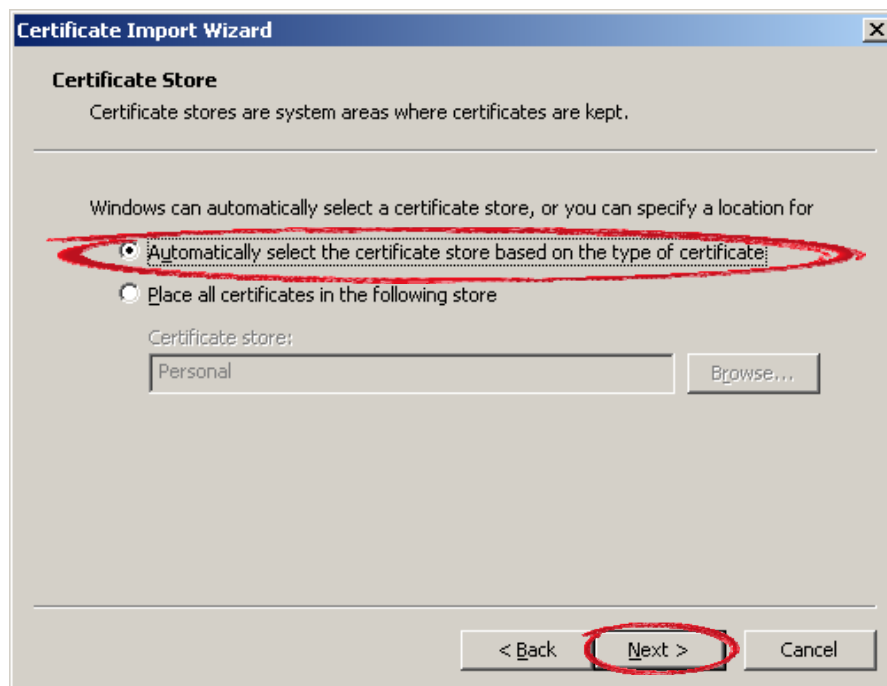 Certificate Import Wizard
Certificate Store
Certificate stores are system areas where certificates are kept.
Windows can automatically select a certificate store, or you can specify a location for
Automatically select the certificate store based on the type of certificate
Place all certificates in the following store
Certificate store:
Personal
Browse...
< Back
Next >
Cancel